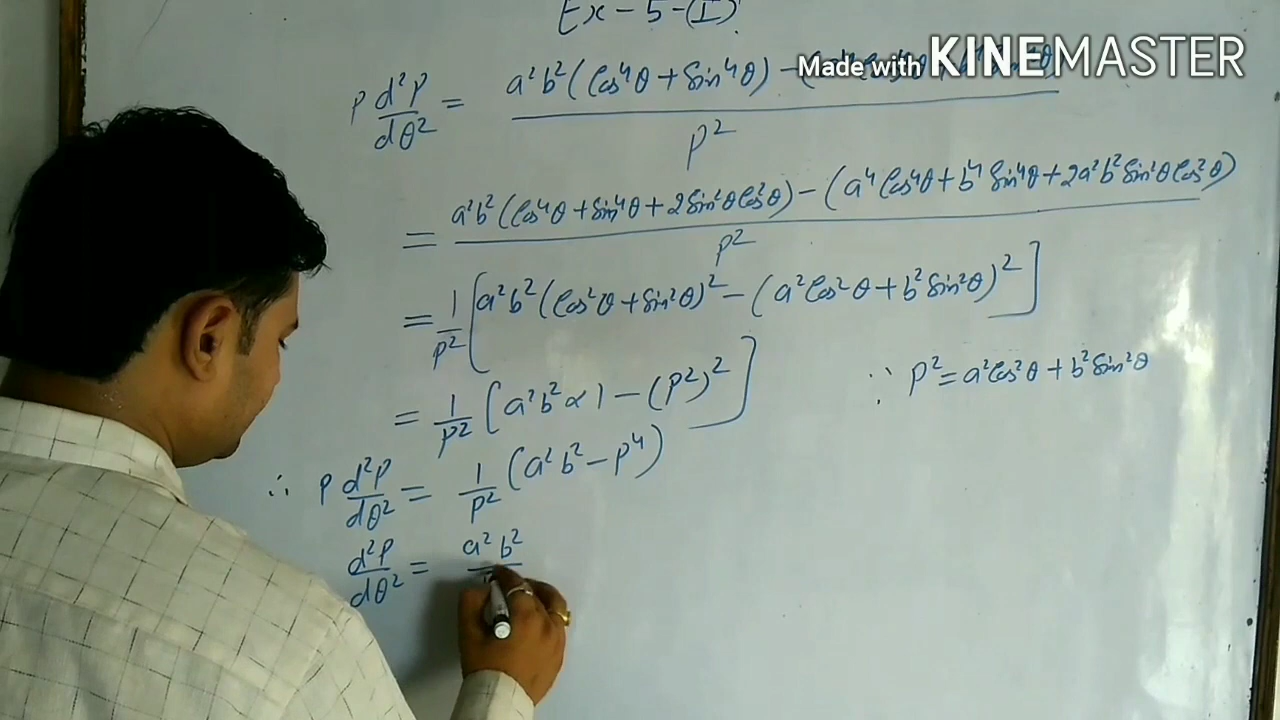 Ex - 5 - (I)
Made with KINEMASTER
P d²P/dθ² = a²b²(Cos⁴θ + Sin⁴θ) - ( / P²
= a²b²(Cos⁴θ + Sin⁴θ + 2Sin²θCos²θ) - (a⁴Cos⁴θ + b⁴Sin⁴θ + 2a²b²Sin²θCos²θ) / P²
= 1/P² [a²b²(Cos²θ + Sin²θ)² - (a²Cos²θ + b²Sin²θ)²]
= 1/P² [a²b² × 1 - (P²)²] ∵ P² = a²Cos²θ + b²Sin²θ
∴ P d²P/dθ² = 1/P² (a²b² - P⁴)
d²P/dθ² = a²b²